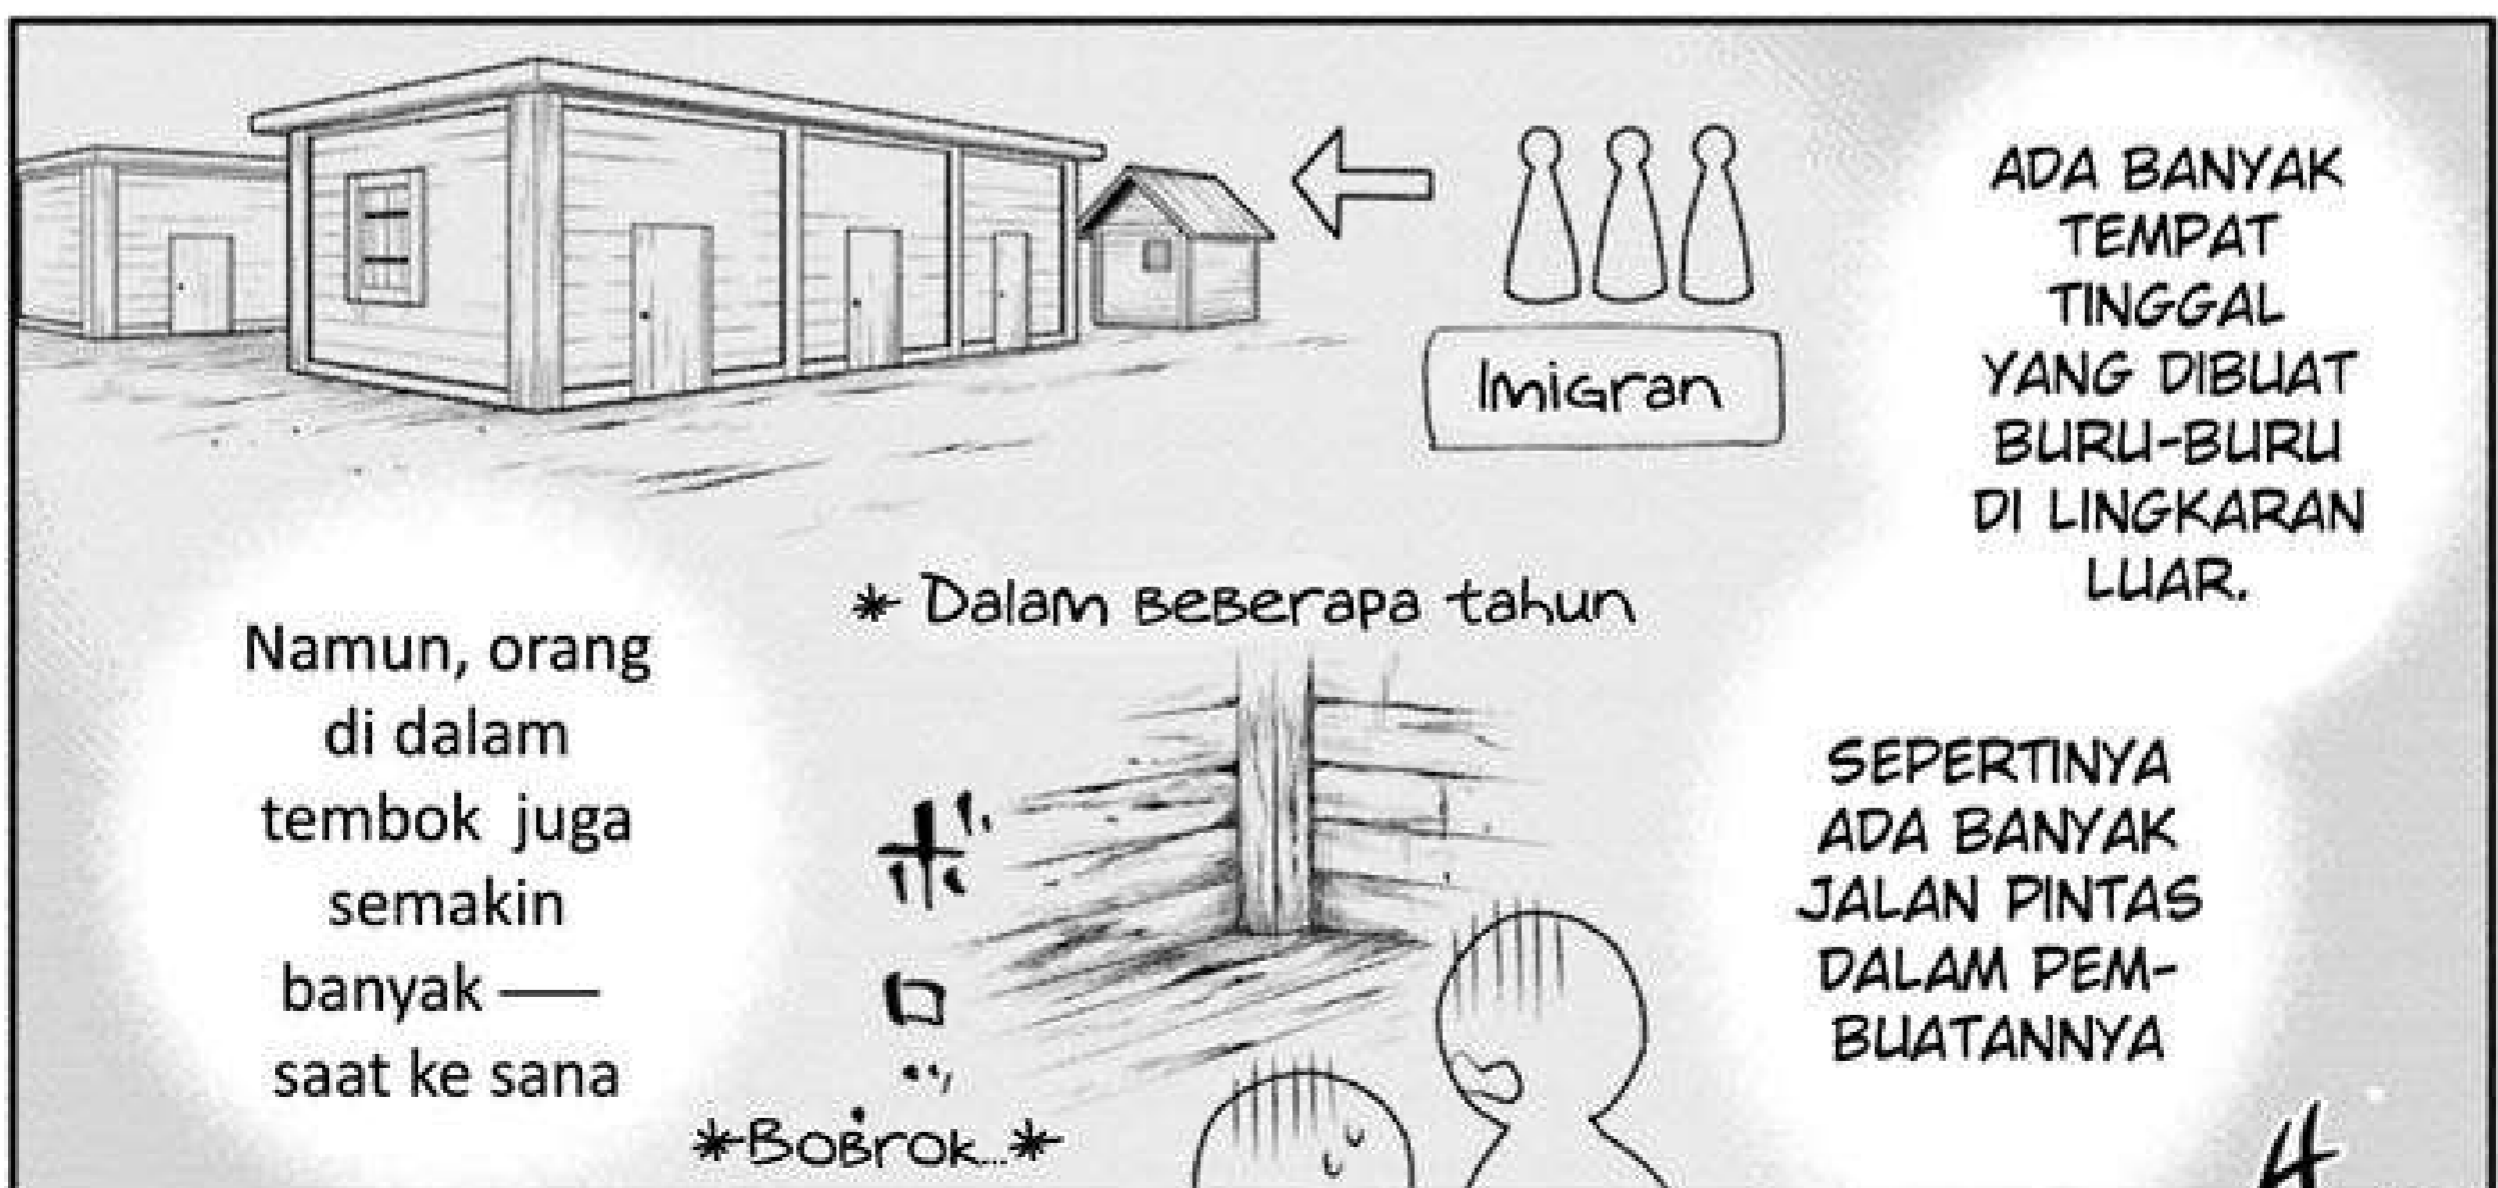 ADA BANYAK
TEMPAT
TINGGAL
YANG DIBUAT
BURU-BURU
DI LINGKARAN
LUAR.
Imigran
SEPERTINYA
ADA BANYAK
JALAN PINTAS
DALAM PEM-
BUATANNYA
* Dalam beberapa tahun
*Bobrok...*
Namun, orang
di dalam
tembok juga
semakin
banyak ——
saat ke sana